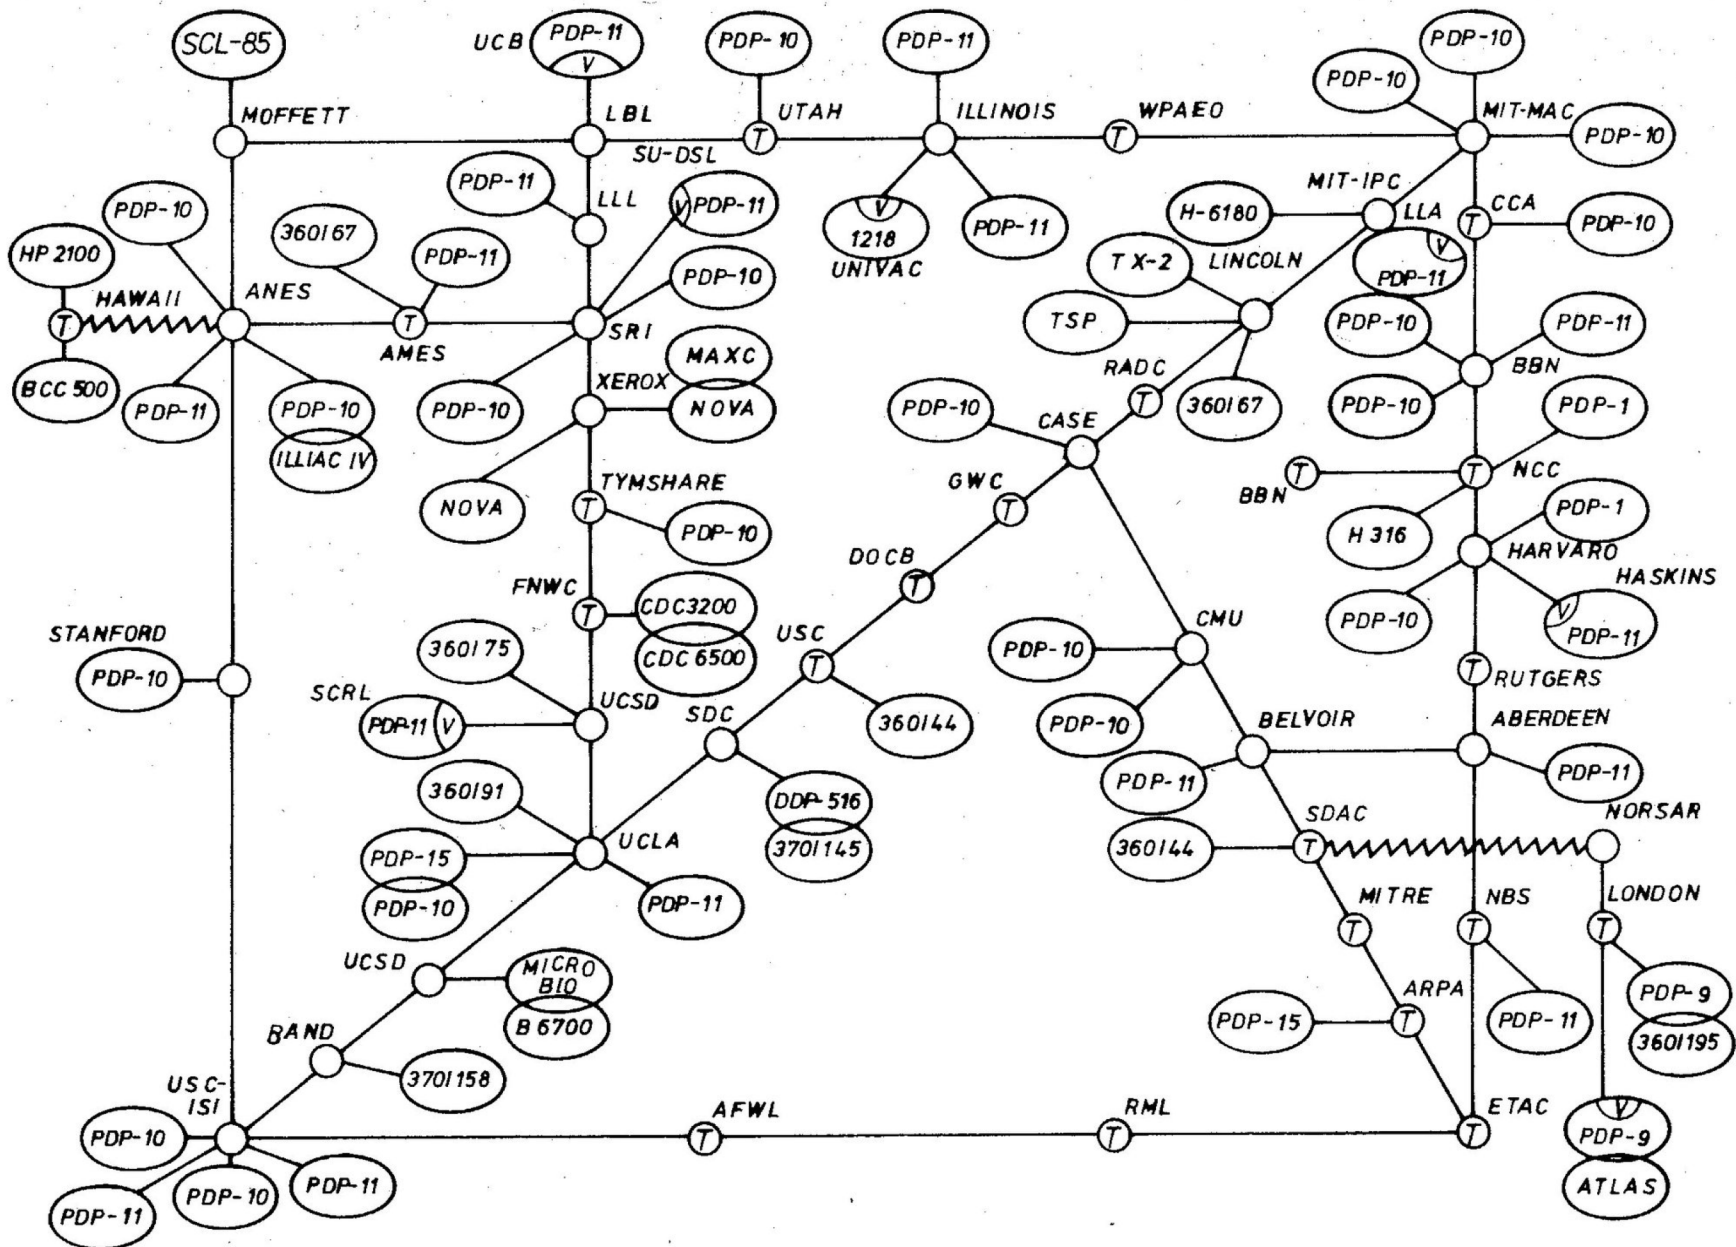 SCL-85
UCB
PDP-11
V
PDP-10
PDP-11
PDP-10
PDP-10
MOFFETT
LBL
UTAH
ILLINOIS
WPAEO
MIT-MAC
T
T
PDP-10
SU-DSL
PDP-11
LLL
V PDP-11
MIT-IPC
H-6180
LLA
CCA
T
PDP-10
PDP-10
360/67
PDP-11
V
1218
UNIVAC
PDP-11
TX-2
LINCOLN
V
PDP-11
HP 2100
HAWAII
ANES
PDP-10
T
T
AMES
SRI
TSP
PDP-10
PDP-11
BCC 500
PDP-11
PDP-10
ILLIAC IV
PDP-10
XEROX
MAXC
NOVA
PDP-10
CASE
RADC
T
360/67
PDP-10
BBN
PDP-1
NOVA
TYMSHARE
T
PDP-10
GWC
T
BBN
T
T
NCC
H 316
PDP-1
HARVARO
HASKINS
FNWC
T
CDC3200
CDC 6500
DOCB
T
PDP-10
V
PDP-11
STANFORD
PDP-10
360/75
USC
T
PDP-10
CMU
T
RUTGERS
SCRL
PDP-11 V
UCSD
SDC
360/44
PDP-10
BELVOIR
ABERDEEN
PDP-11
PDP-11
360/91
DDP-516
370/145
SDAC
NORSAR
PDP-15
PDP-10
UCLA
PDP-11
360/44
T
MITRE
T
NBS
T
LONDON
T
UCSD
MICRO
BIO
B 6700
ARPA
PDP-15
T
PDP-11
PDP-9
360/195
BAND
370/158
USC-
ISI
PDP-10
AFWL
T
RML
T
ETAC
T
V
PDP-9
ATLAS
PDP-11
PDP-10
PDP-11